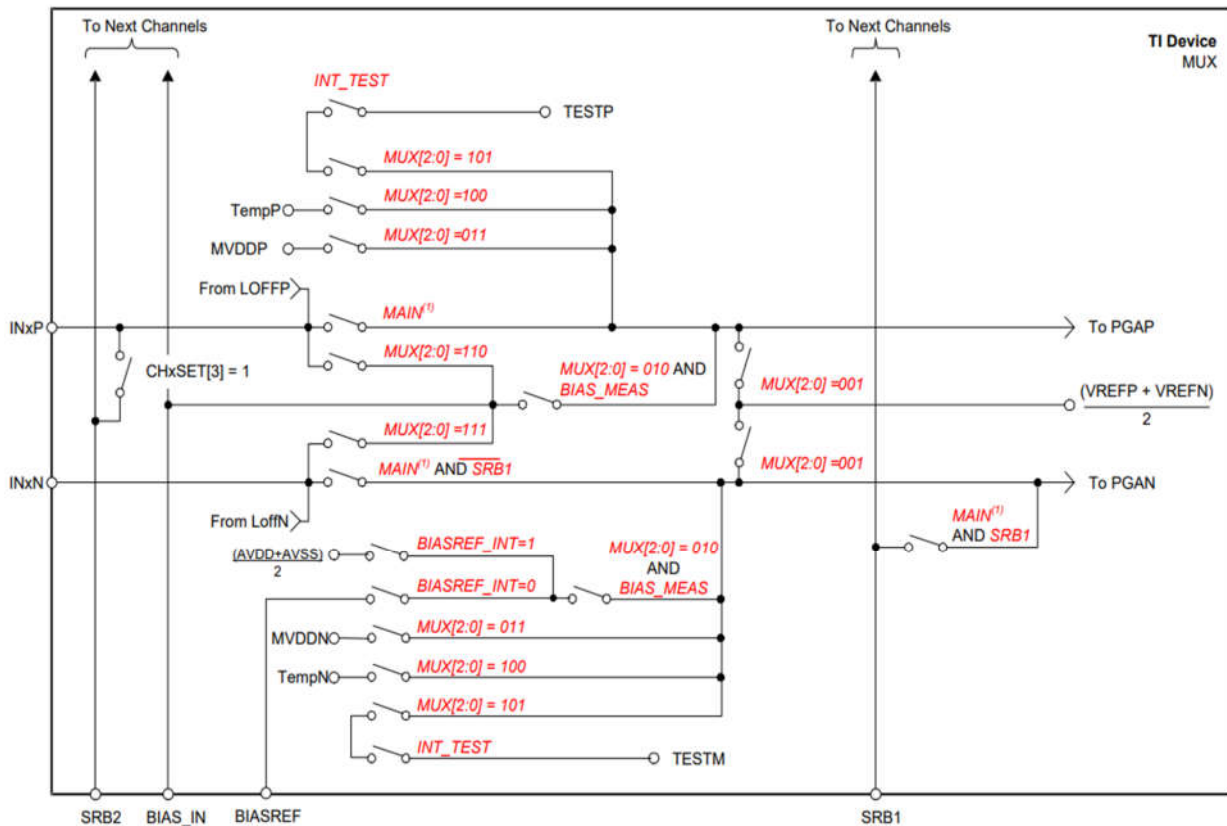 To Next Channels
To Next Channels
TI Device
MUX
INT_TEST
TESTP
MUX[2:0] = 101
TempP
MUX[2:0] =100
MVDDP
MUX[2:0] =011
From LOFFP
INxP
MAIN(1)
To PGAP
MUX[2:0] =110
CHxSET[3] = 1
MUX[2:0] = 010 AND
BIAS_MEAS
MUX[2:0] =001
(VREFP + VREFN)
2
MUX[2:0] =111
MUX[2:0] =001
INxN
MAIN(1) AND SRB1
To PGAN
From LoffN
MAIN(1)
AND SRB1
(AVDD+AVSS)
2
BIASREF_INT=1
MUX[2:0] = 010
AND
BIAS_MEAS
BIASREF_INT=0
MVDDN
MUX[2:0] = 011
TempN
MUX[2:0] = 100
MUX[2:0] = 101
INT_TEST
TESTM
SRB2
BIAS_IN
BIASREF
SRB1